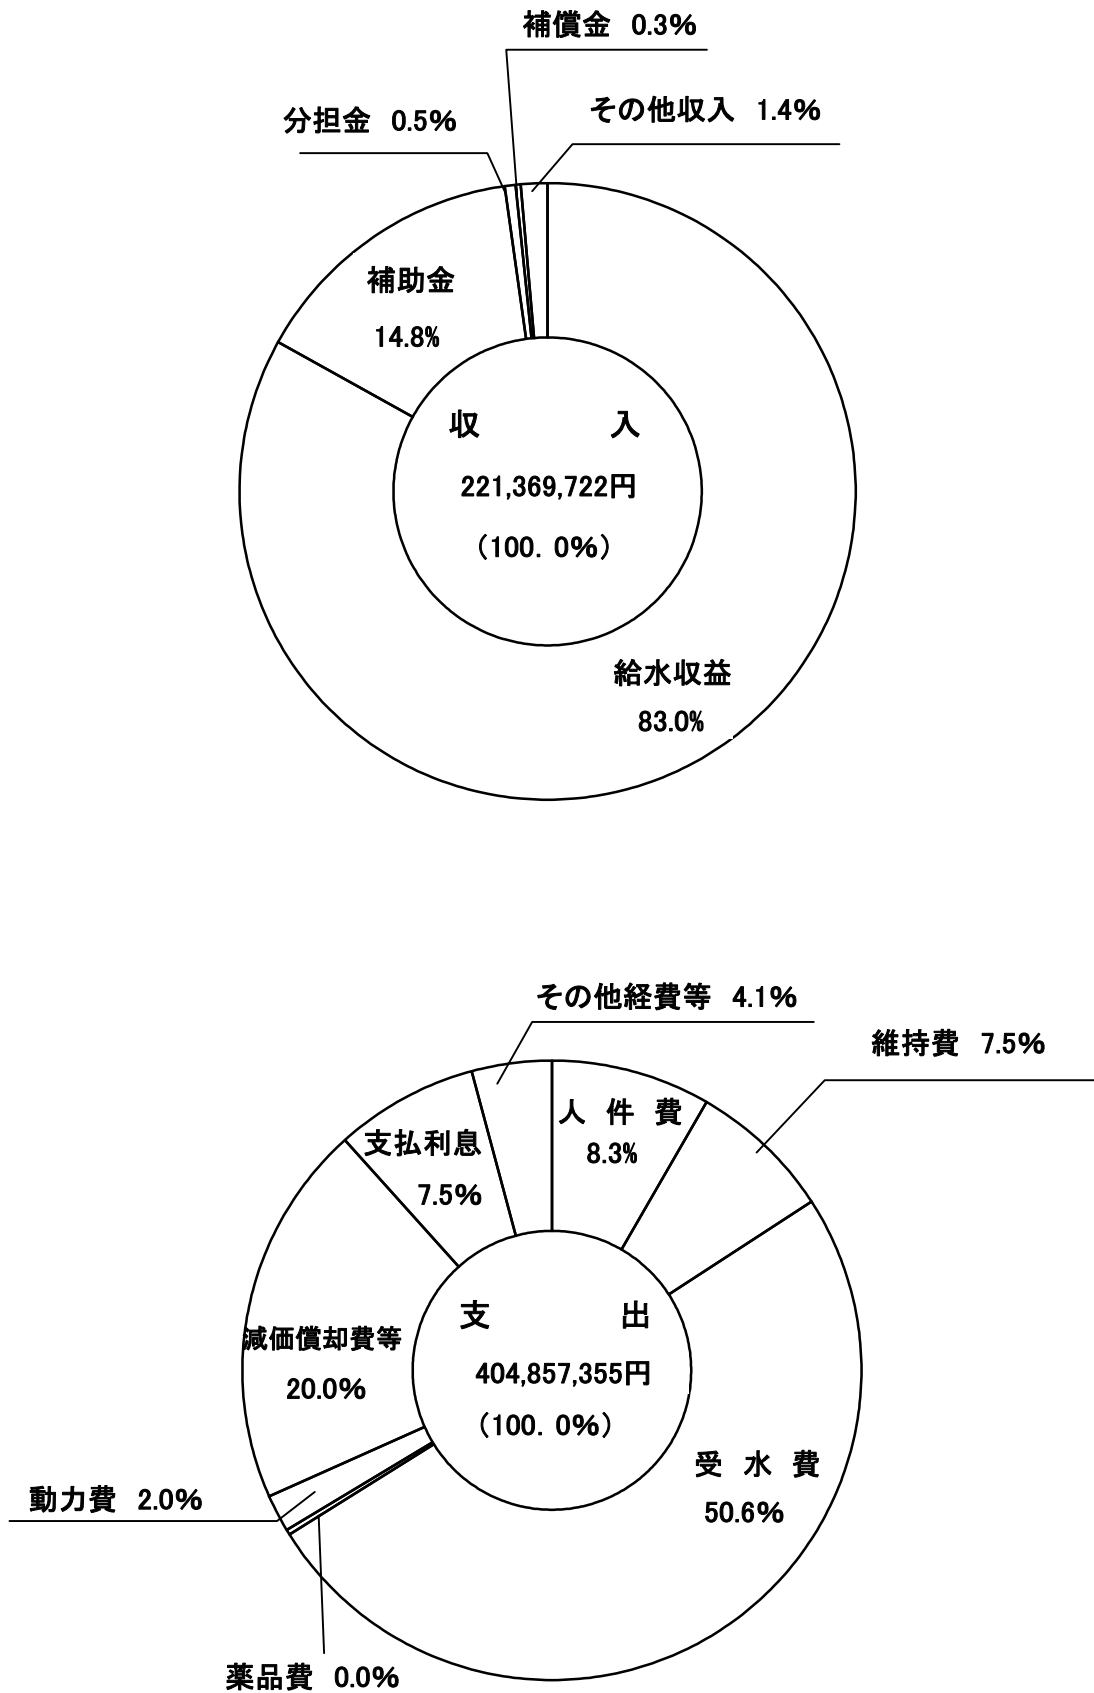 補償金 0.3%
分担金 0.5%
その他収入 1.4%
補助金
14.8%
収 入
221,369,722円
（100．0%）
給水収益
83.0%
その他経費等 4.1%
維持費 7.5%
人 件 費
8.3%
支払利息
7.5%
支 出
404,857,355円
（100．0%）
減価償却費等
20.0%
受 水 費
50.6%
動力費 2.0%
薬品費 0.0%